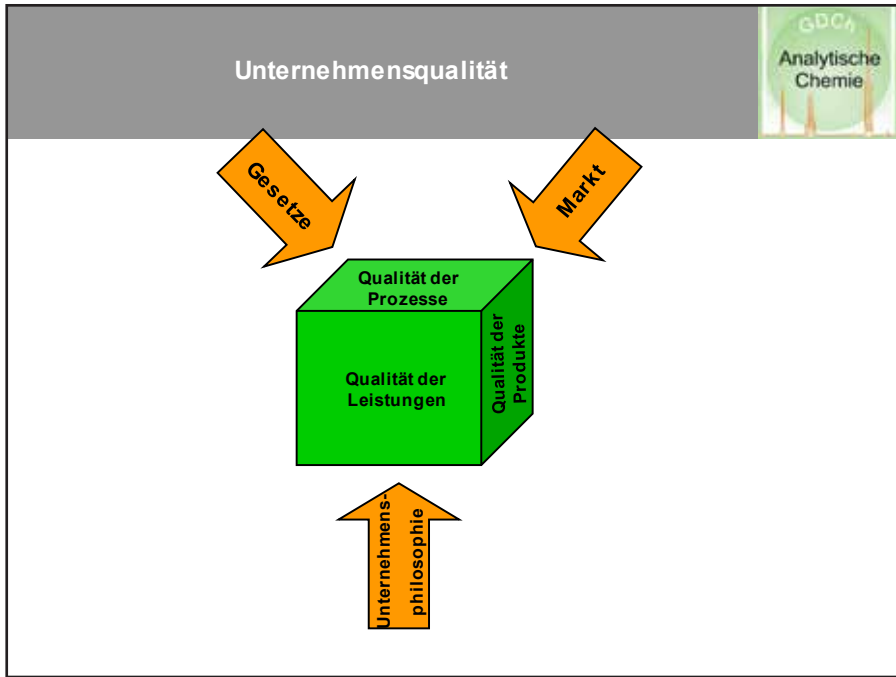 Unternehmensqualität
GDCh
Analytische
Chemie
Gesetze
Markt
Qualität der
Prozesse
Qualität der
Leistungen
Qualität der
Produkte
Unternehmens-
philosophie